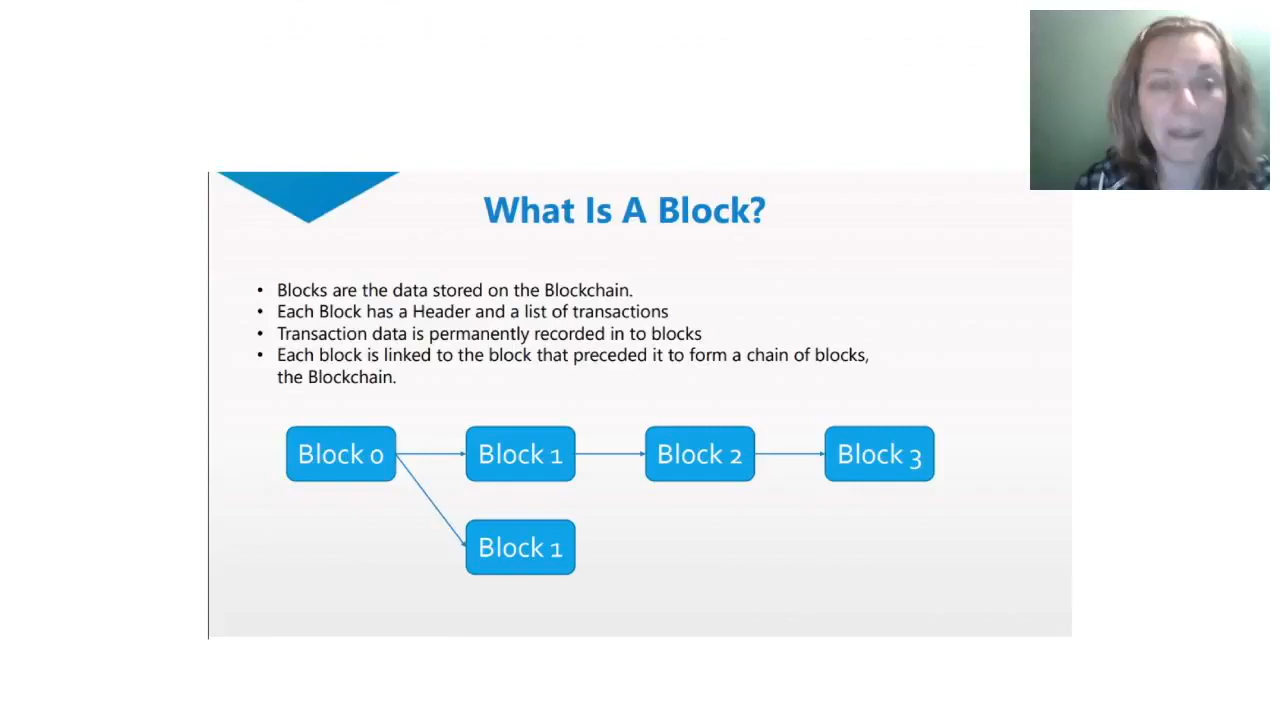 What Is A Block?
• Blocks are the data stored on the Blockchain.
• Each Block has a Header and a list of transactions
• Transaction data is permanently recorded in to blocks
• Each block is linked to the block that preceded it to form a chain of blocks,
the Blockchain.
Block 0
Block 1
Block 2
Block 3
Block 1